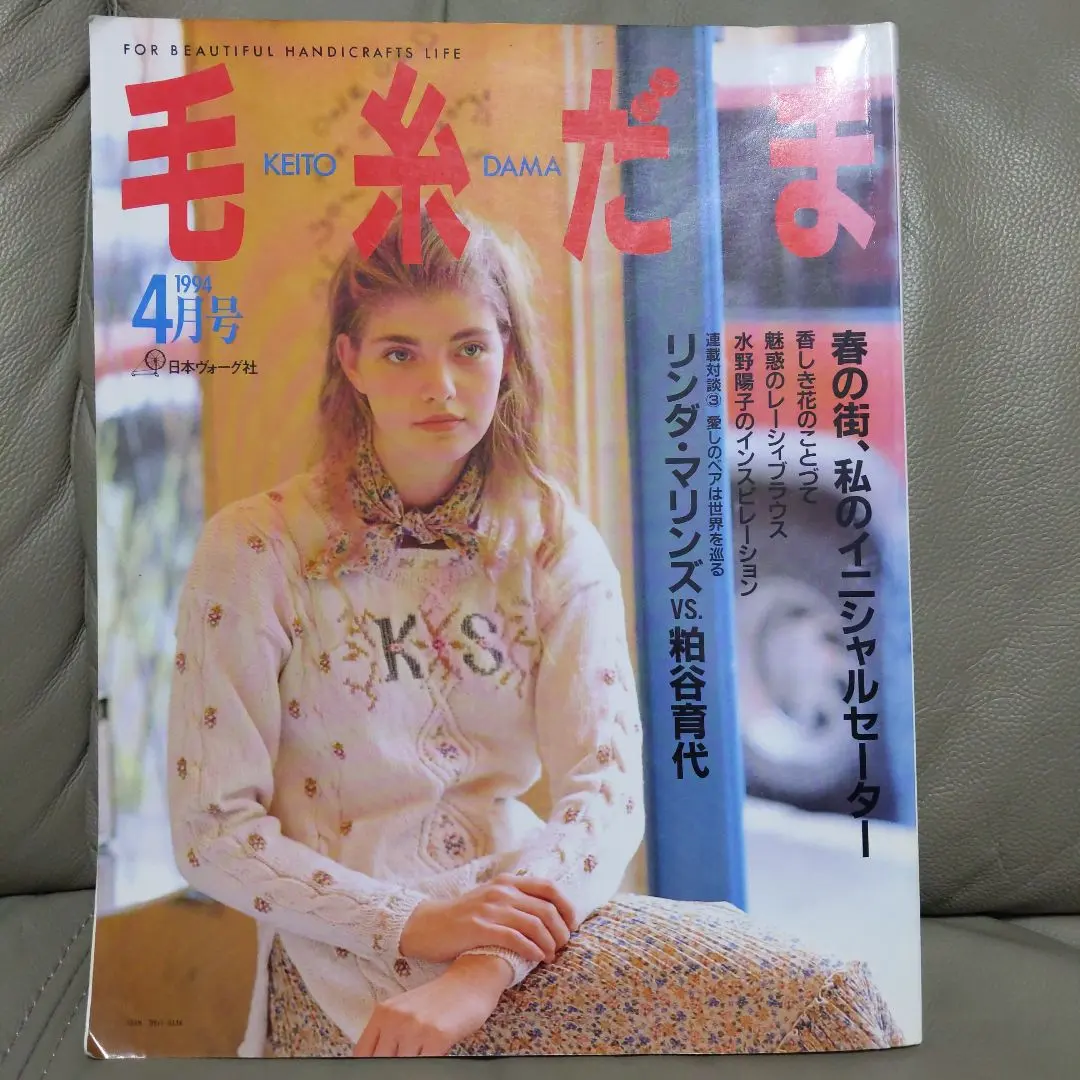 FOR BEAUTIFUL HANDICRAFTS LIFE
毛糸だま
KEITO DAMA
1994
4月号
日本ヴォーグ社
春の街、私のイニシャルセーター
香しき花のことづて
魅惑のレーシィブラウス
水野陽子のインスピレーション
連載対談③ 愛しのベアは世界を巡る
リンダ・マリンズVS.粕谷育代
K S